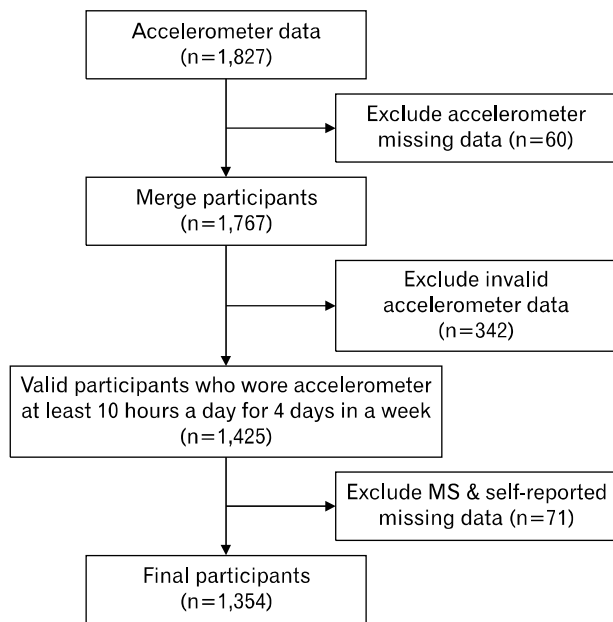 Accelerometer data
(n=1,827)
Exclude accelerometer
missing data (n=60)
Merge participants
(n=1,767)
Exclude invalid
accelerometer data
(n=342)
Valid participants who wore accelerometer
at least 10 hours a day for 4 days in a week
(n=1,425)
Exclude MS & self-reported
missing data (n=71)
Final participants
(n=1,354)